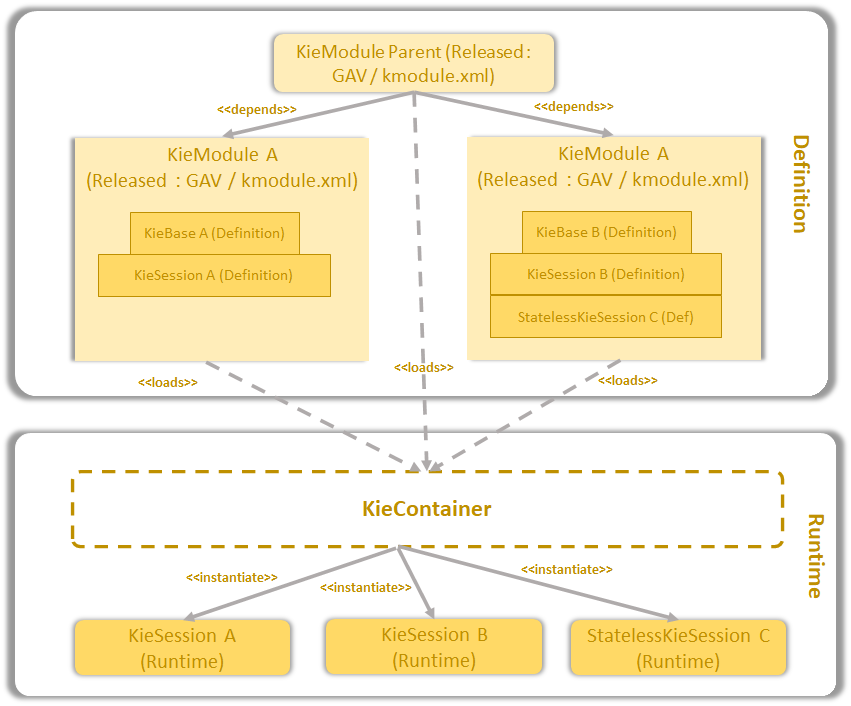 KieModule Parent (Released :
GAV / kmodule.xml)
<<depends>>
<<depends>>
KieModule A
(Released : GAV / kmodule.xml)
KieBase A (Definition)
KieSession A (Definition)
KieModule A
(Released : GAV / kmodule.xml)
KieBase B (Definition)
KieSession B (Definition)
StatelessKieSession C (Def)
Definition
<<loads>>
<<loads>>
<<loads>>
KieContainer
Runtime
<<instantiate>>
<<instantiate>>
<<instantiate>>
KieSession A
(Runtime)
KieSession B
(Runtime)
StatelessKieSession C
(Runtime)